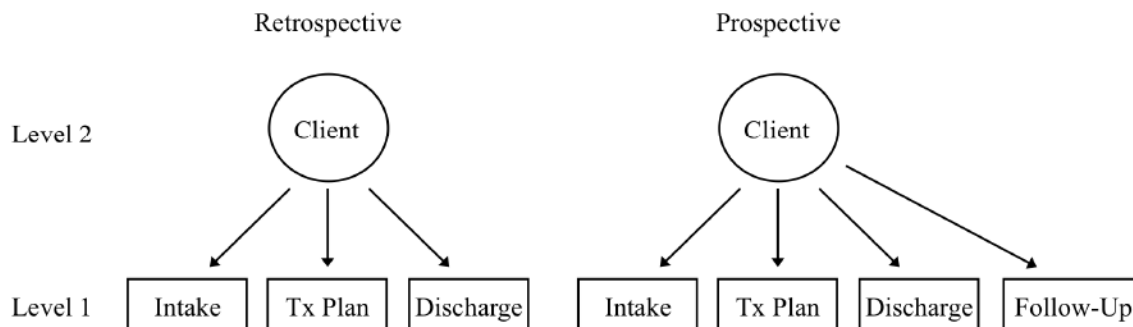 Retrospective Prospective
Level 2 Client Client
Level 1 Intake Tx Plan Discharge Intake Tx Plan Discharge Follow-Up